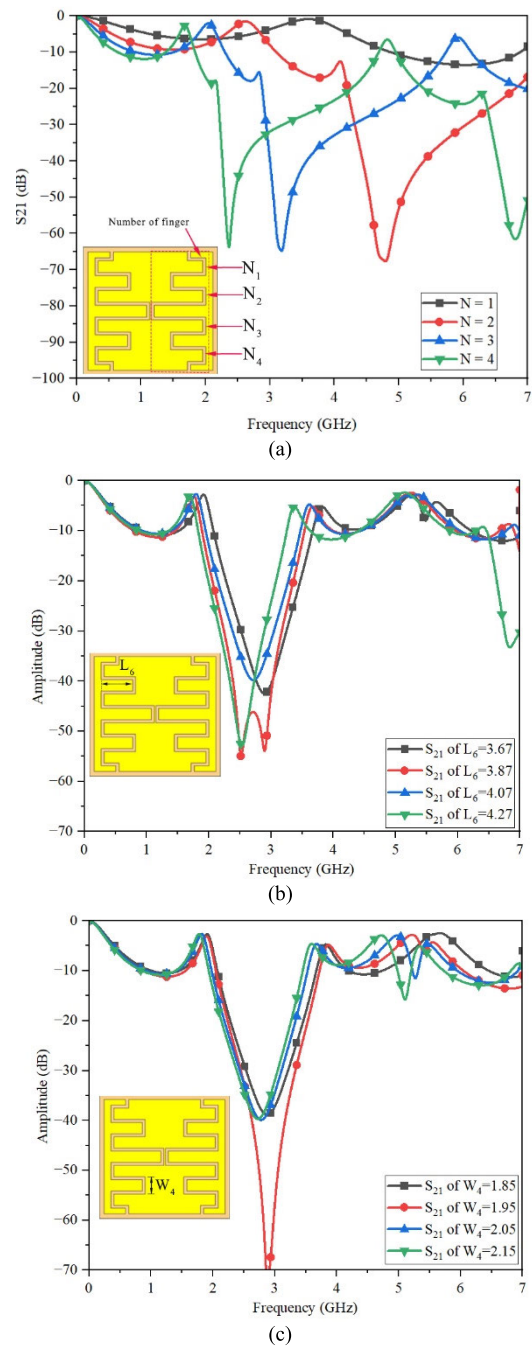 0
−10
−20
−30
−40
−50
−60
−70
−80
−90
−100
S21 (dB)
Number of finger
N₁
N₂
N₃
N₄
N = 1
N = 2
N = 3
N = 4
0 1 2 3 4 5 6 7
Frequency (GHz)
(a)
0
−10
−20
−30
−40
−50
−60
−70
Amplitude (dB)
L₆
S₂₁ of L₆=3.67
S₂₁ of L₆=3.87
S₂₁ of L₆=4.07
S₂₁ of L₆=4.27
0 1 2 3 4 5 6 7
Frequency (GHz)
(b)
0
−10
−20
−30
−40
−50
−60
−70
Amplitude (dB)
W₄
S₂₁ of W₄=1.85
S₂₁ of W₄=1.95
S₂₁ of W₄=2.05
S₂₁ of W₄=2.15
0 1 2 3 4 5 6 7
Frequency (GHz)
(c)